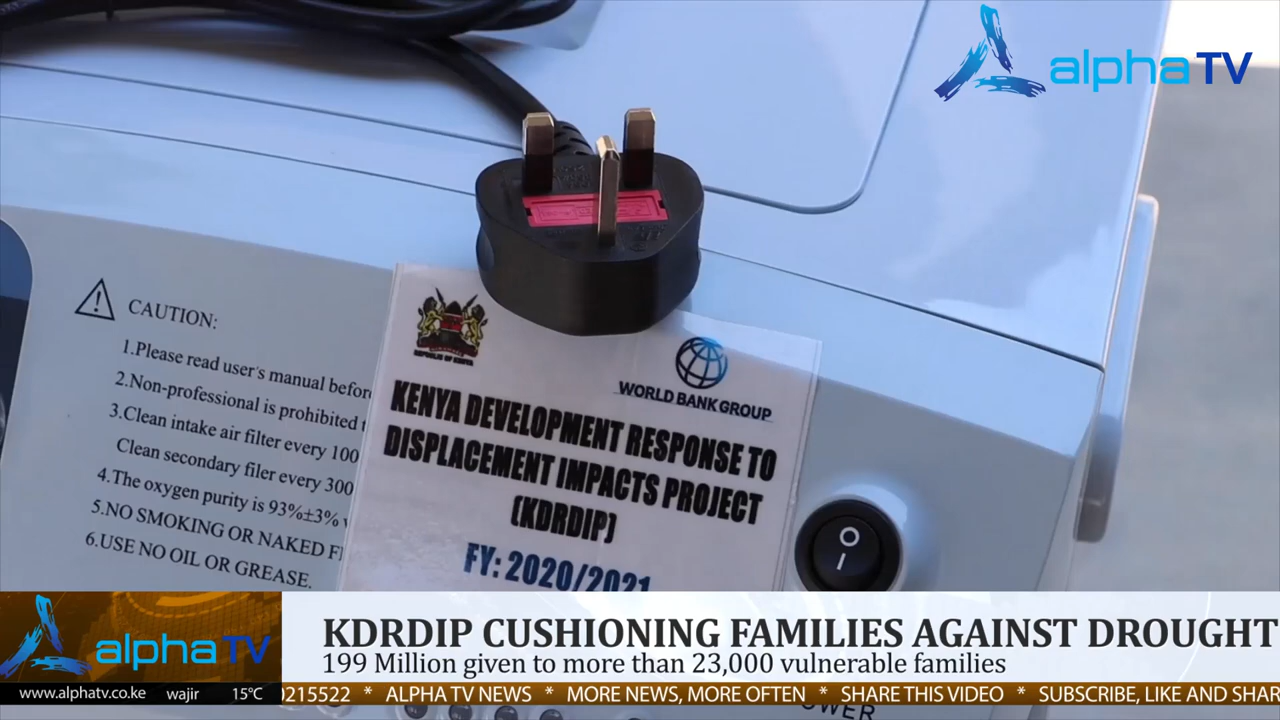 alpha TV
CAUTION:
1.Please read user's manual before
2.Non-professional is prohibited
3.Clean intake air filter every 100
Clean secondary filer every 300
4.The oxygen purity is 93%±3%
5.NO SMOKING OR NAKED
6.USE NO OIL OR GREASE.
REPUBLIC OF KENYA
WORLD BANK GROUP
KENYA DEVELOPMENT RESPONSE TO
DISPLACEMENT IMPACTS PROJECT
(KDRDIP)
FY: 2020/2021
alpha TV
KDRDIP CUSHIONING FAMILIES AGAINST DROUGHT
199 Million given to more than 23,000 vulnerable families
www.alphatv.co.ke wajir 15°C 0215522 * ALPHA TV NEWS * MORE NEWS, MORE OFTEN * SHARE THIS VIDEO * SUBSCRIBE, LIKE AND SHAR